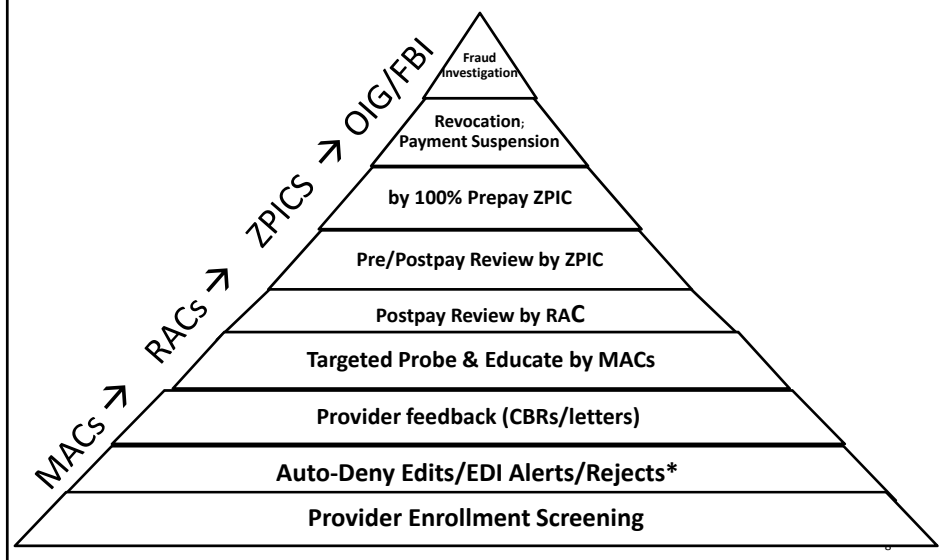 MACs → RACs → ZPICS → OIG/FBI
Fraud
Investigation
Revocation;
Payment Suspension
by 100% Prepay ZPIC
Pre/Postpay Review by ZPIC
Postpay Review by RAC
Targeted Probe & Educate by MACs
Provider feedback (CBRs/letters)
Auto-Deny Edits/EDI Alerts/Rejects*
Provider Enrollment Screening